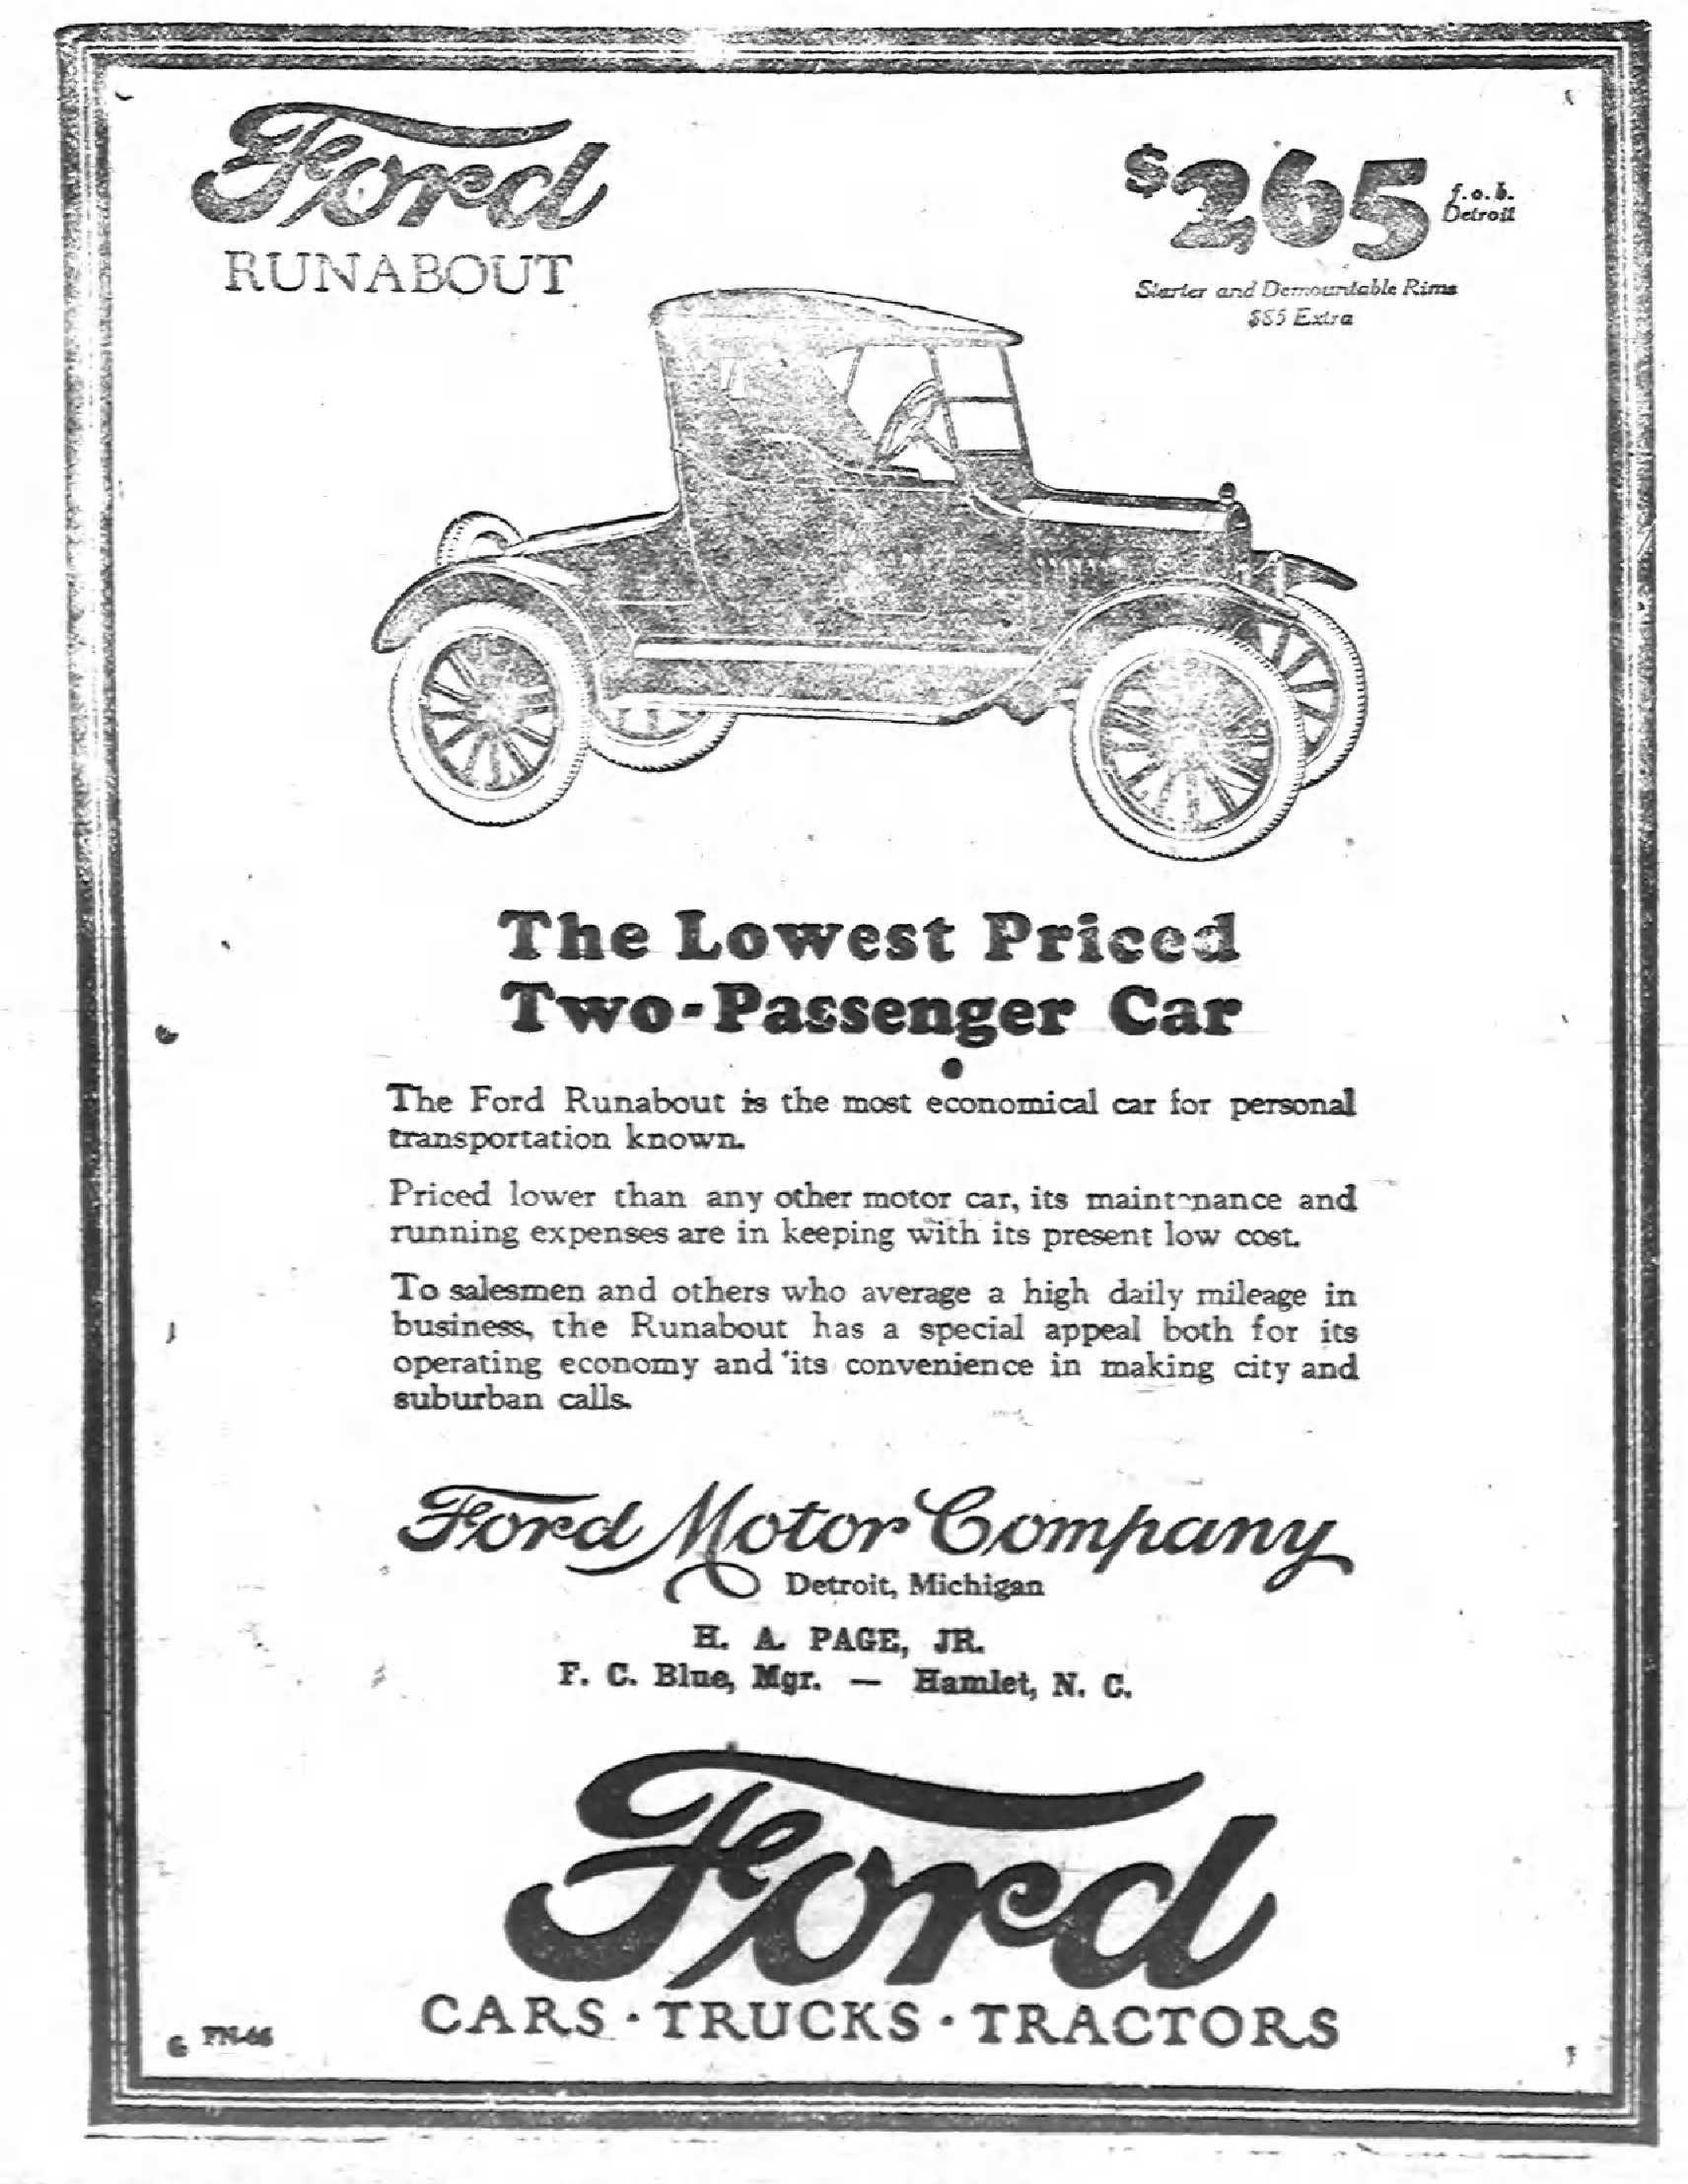 Ford
RUNABOUT
$265 f.o.b. Detroit
Starter and Demountable Rims
$85 Extra
The Lowest Priced
Two-Passenger Car
The Ford Runabout is the most economical car for personal
transportation known.
Priced lower than any other motor car, its maintenance and
running expenses are in keeping with its present low cost.
To salesmen and others who average a high daily mileage in
business, the Runabout has a special appeal both for its
operating economy and its convenience in making city and
suburban calls.
Ford Motor Company
Detroit, Michigan
H. A. PAGE, JR.
F. C. Blue, Mgr. — Hamlet, N. C.
Ford
CARS · TRUCKS · TRACTORS